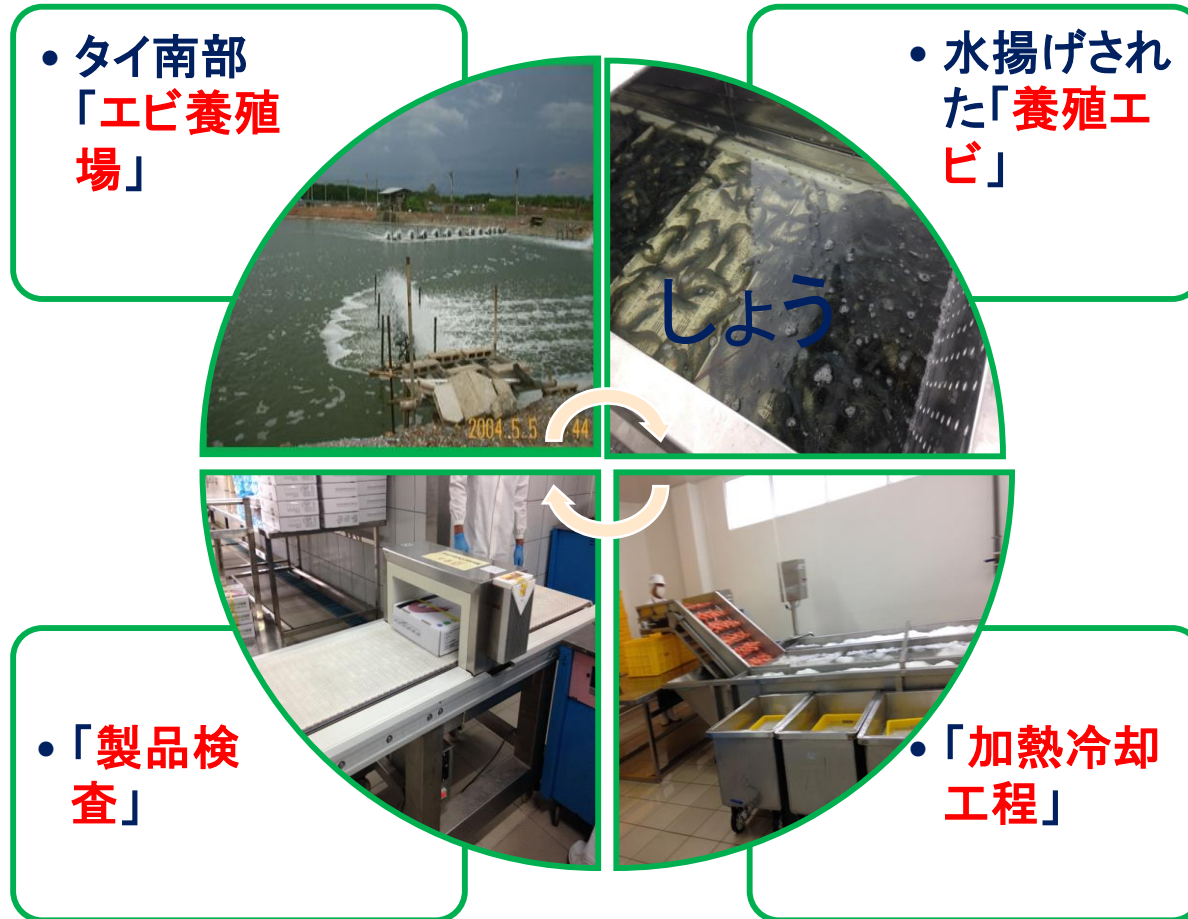 • タイ南部
「エビ養殖
場」
• 水揚げされ
た「養殖エ
ビ」
しょう
2004.5.5
44
• 「製品検
査」
• 「加熱冷却
工程」